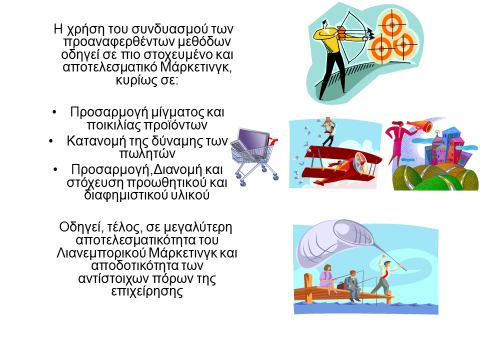 Η χρήση του συνδυασμού των
προαναφερθέντων μεθόδων
οδηγεί σε πιο στοχευμένο και
αποτελεσματικό Μάρκετινγκ,
κυρίως σε:
• Προσαρμογή μίγματος και
ποικιλίας προϊόντων
• Κατανομή της δύναμης των
πωλητών
• Προσαρμογή,Διανομή και
στόχευση προωθητικού και
διαφημιστικού υλικού
Οδηγεί, τέλος, σε μεγαλύτερη
αποτελεσματικότητα του
Λιανεμπορικού Μάρκετινγκ και
αποδοτικότητα των
αντίστοιχων πόρων της
επιχείρησης